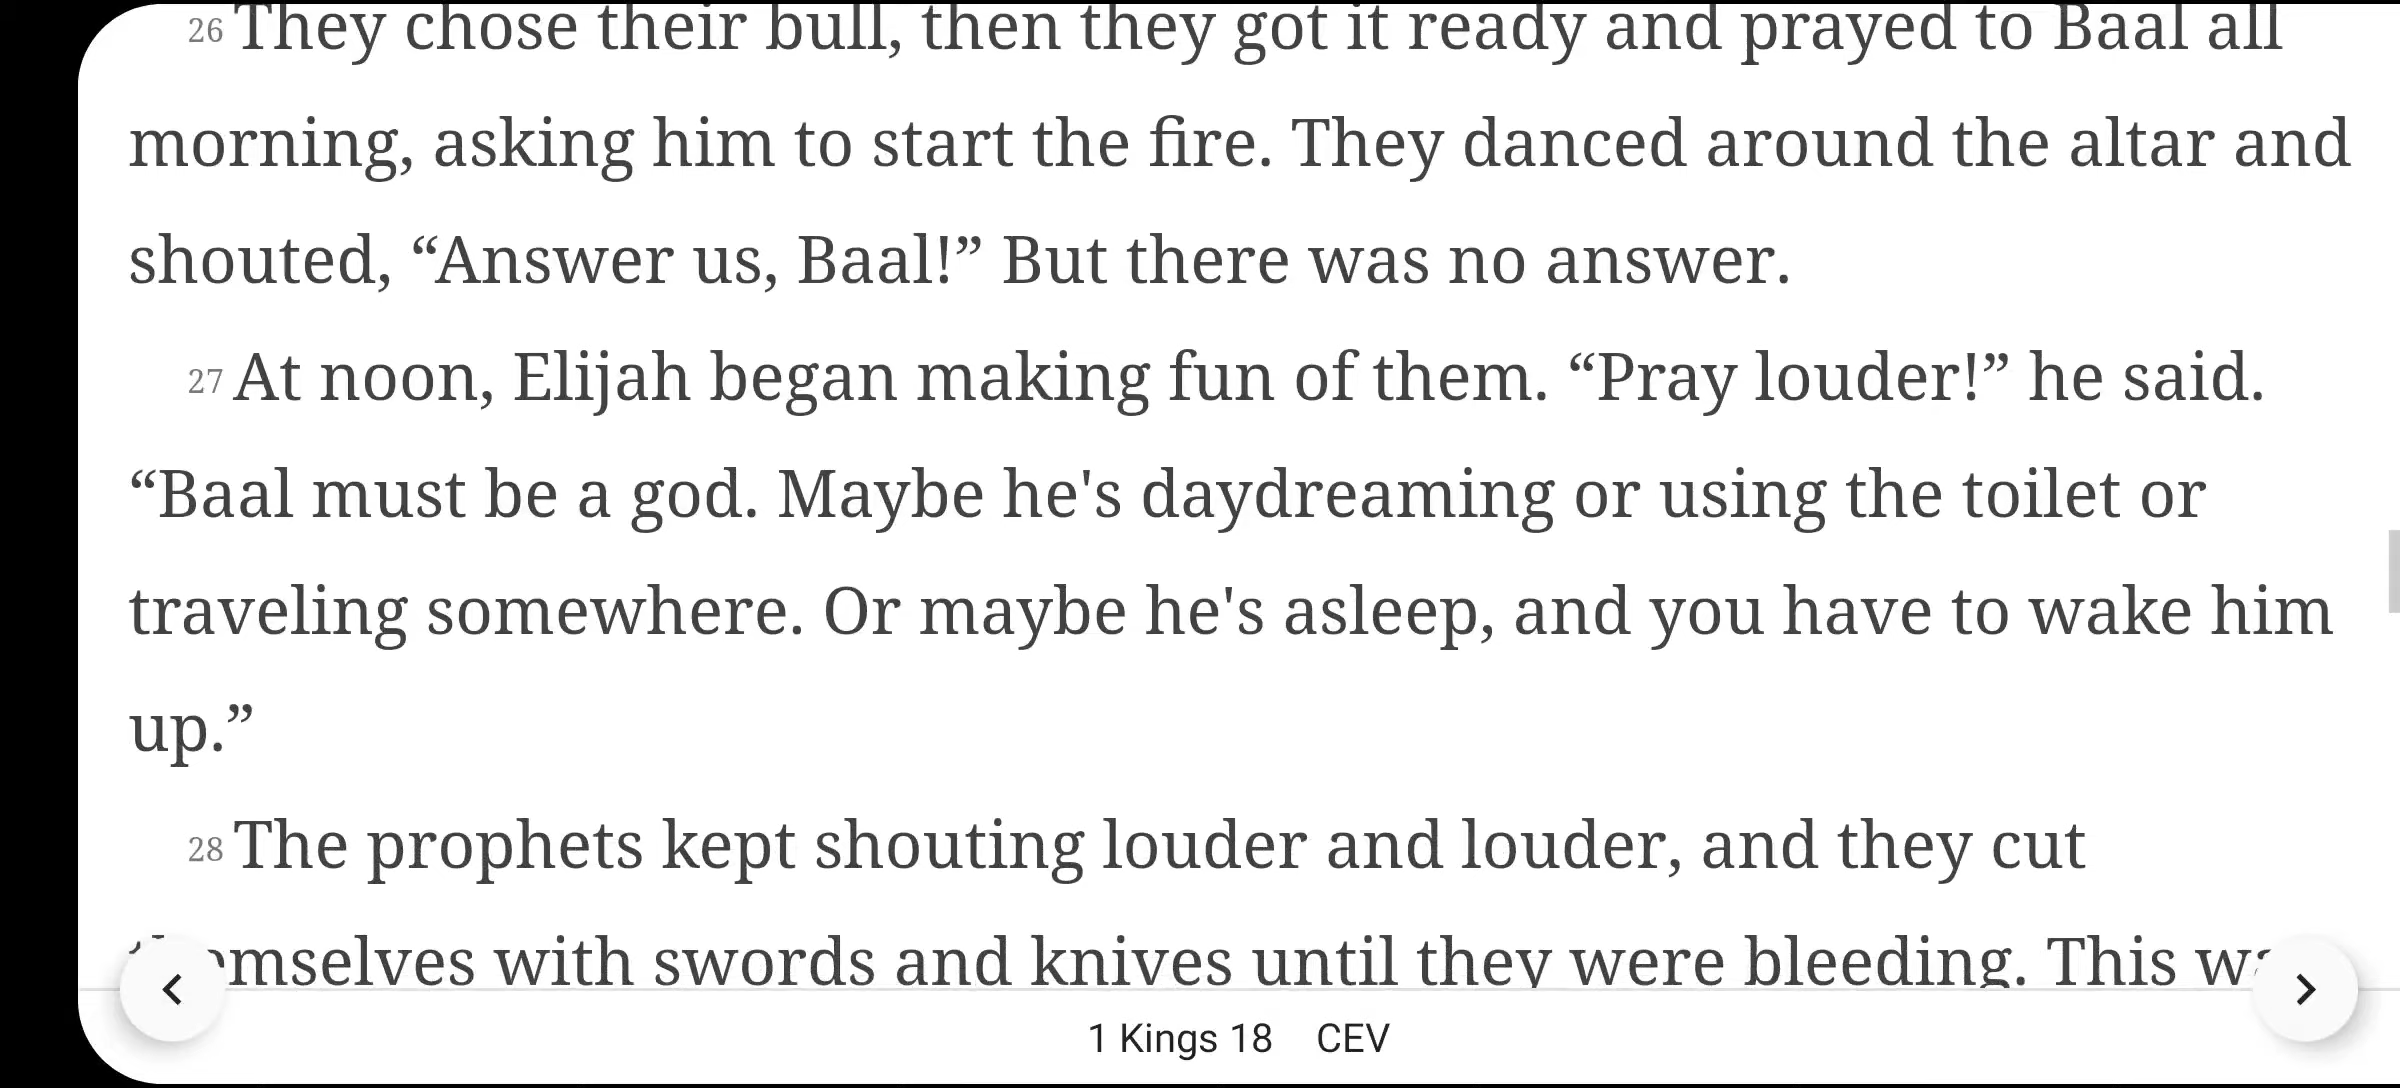 26 They chose their bull, then they got it ready and prayed to Baal all
morning, asking him to start the fire. They danced around the altar and
shouted, “Answer us, Baal!” But there was no answer.
27 At noon, Elijah began making fun of them. “Pray louder!” he said.
“Baal must be a god. Maybe he's daydreaming or using the toilet or
traveling somewhere. Or maybe he's asleep, and you have to wake him
up.”
28 The prophets kept shouting louder and louder, and they cut
themselves with swords and knives until they were bleeding. This
1 Kings 18 CEV